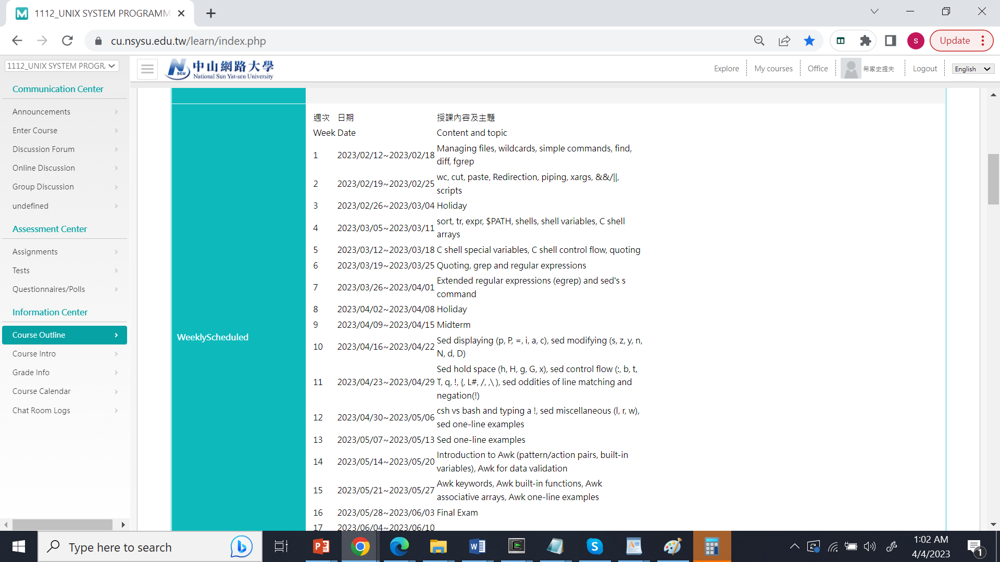 1112_UNIX SYSTEM PROGRAMM
cu.nsysu.edu.tw/learn/index.php
S
Update
1112_UNIX SYSTEM PROGR.
NSYSU
中山網路大學
National Sun Yat-sen University
Explore
My courses
Office
希家史提夫
Logout
English
Communication Center
Announcements
Enter Course
Discussion Forum
Online Discussion
Group Discussion
undefined
Assessment Center
Assignments
Tests
Questionnaires/Polls
Information Center
Course Outline
Course Intro
Grade Info
Course Calendar
Chat Room Logs
WeeklyScheduled
週次 日期 授課內容及主題
Week Date Content and topic
1 2023/02/12~2023/02/18 Managing files, wildcards, simple commands, find,
diff, fgrep
2 2023/02/19~2023/02/25 wc, cut, paste, Redirection, piping, xargs, &&/||,
scripts
3 2023/02/26~2023/03/04 Holiday
4 2023/03/05~2023/03/11 sort, tr, expr, $PATH, shells, shell variables, C shell
arrays
5 2023/03/12~2023/03/18 C shell special variables, C shell control flow, quoting
6 2023/03/19~2023/03/25 Quoting, grep and regular expressions
7 2023/03/26~2023/04/01 Extended regular expressions (egrep) and sed's s
command
8 2023/04/02~2023/04/08 Holiday
9 2023/04/09~2023/04/15 Midterm
10 2023/04/16~2023/04/22 Sed displaying (p, P, =, i, a, c), sed modifying (s, z, y, n,
N, d, D)
11 2023/04/23~2023/04/29 Sed hold space (h, H, g, G, x), sed control flow (:, b, t,
T, q, !, {, L#, /, ,\ ), sed oddities of line matching and
negation(!)
12 2023/04/30~2023/05/06 csh vs bash and typing a !, sed miscellaneous (l, r, w),
sed one-line examples
13 2023/05/07~2023/05/13 Sed one-line examples
14 2023/05/14~2023/05/20 Introduction to Awk (pattern/action pairs, built-in
variables), Awk for data validation
15 2023/05/21~2023/05/27 Awk keywords, Awk built-in functions, Awk
associative arrays, Awk one-line examples
16 2023/05/28~2023/06/03 Final Exam
17 2023/06/04~2023/06/10
Type here to search
1:02 AM
4/4/2023
1